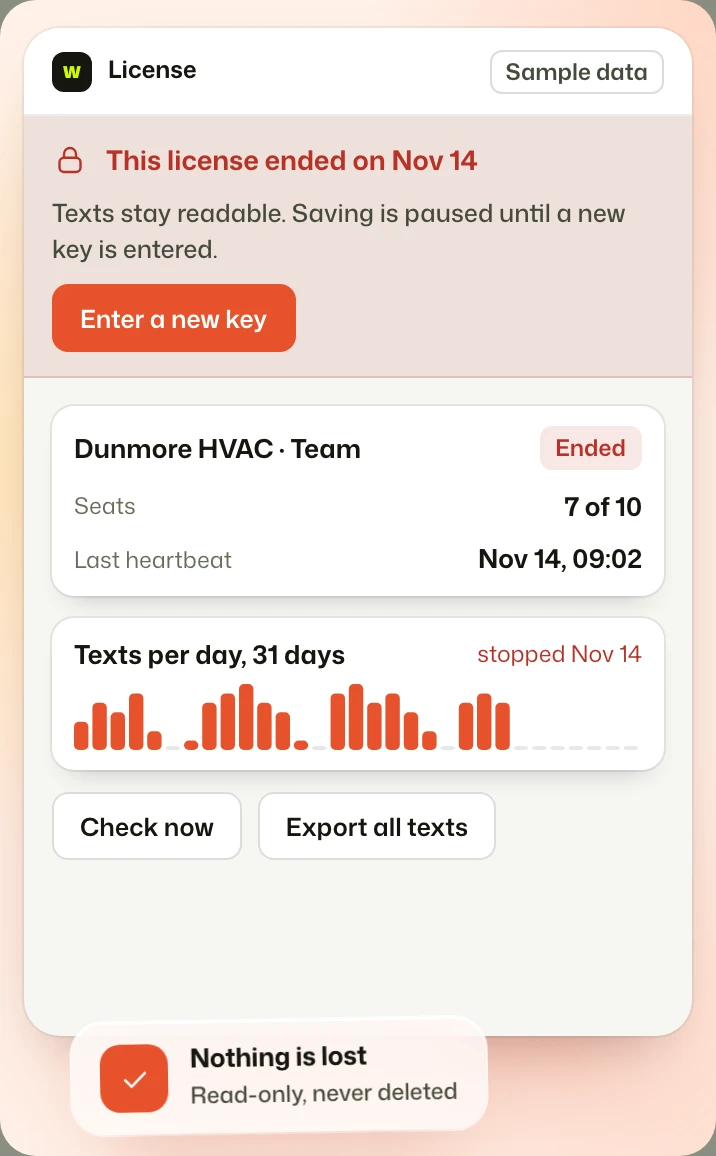 w License
Sample data
This license ended on Nov 14
Texts stay readable. Saving is paused until a new
key is entered.
Enter a new key
Dunmore HVAC · Team
Ended
Seats
7 of 10
Last heartbeat
Nov 14, 09:02
Texts per day, 31 days
stopped Nov 14
Check now
Export all texts
Nothing is lost
Read-only, never deleted